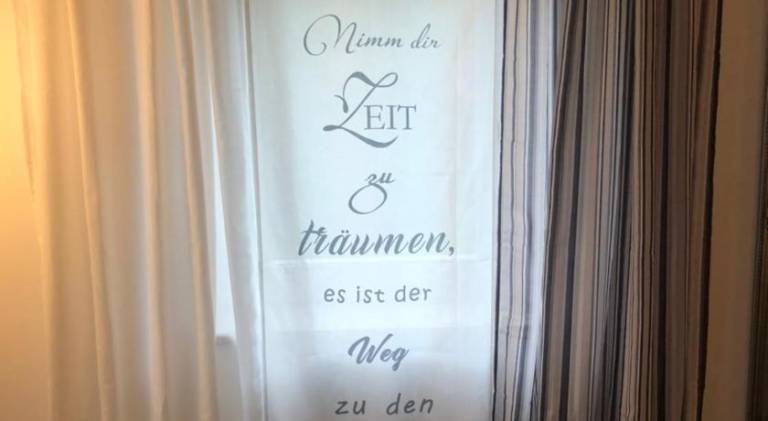 Nimm dir
ZEIT
zu
träumen,
es ist der
Weg
zu den